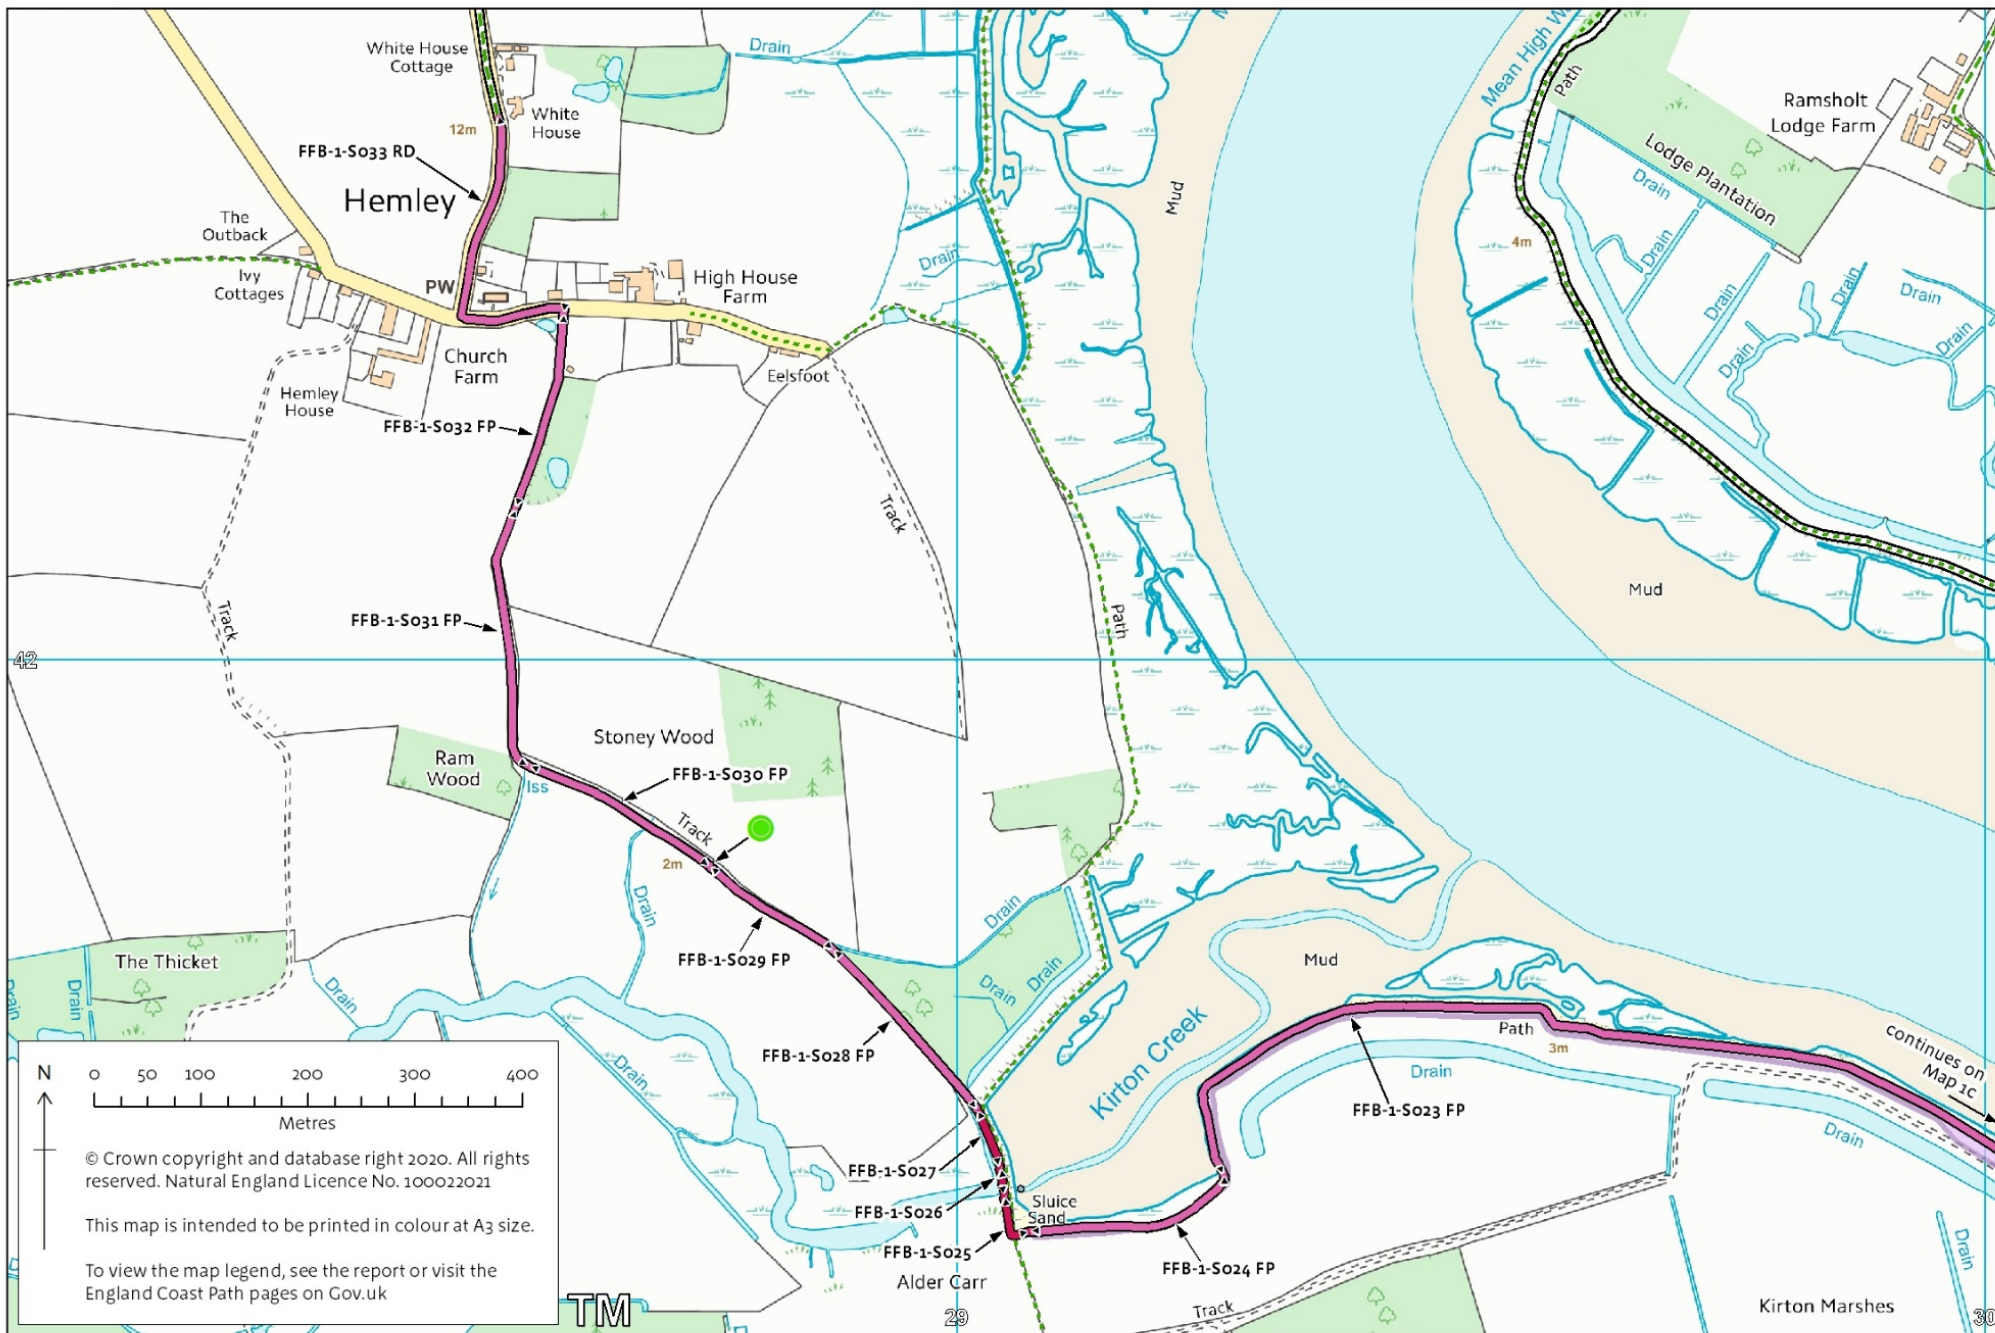 White House
Cottage
Drain
Mean High W
Path
Ramsholt
Lodge Farm
White
House
12m
FFB-1-S033 RD
Hemley
Mud
Lodge Plantation
Drain
The
Outback
4m
Drain
Drain
Ivy
Cottages
PW
High House
Farm
Drain
Drain
Drain
Drain
Drain
Church
Farm
Eelsfoot
Hemley
House
FFB-1-S032 FP
Track
Mud
Track
FFB-1-S031 FP
Path
42
Stoney Wood
Ram
Wood
FFB-1-S030 FP
Iss
Track
2m
Drain
Drain
The Thicket
FFB-1-S029 FP
Mud
Drain
Drain
Drain
Drain
Drain
Kirton Creek
Path
3m
continues on
Map 1c
FFB-1-S028 FP
Drain
Drain
FFB-1-S023 FP
Drain
FFB-1-S027
FFB-1-S026
Sluice
Sand
FFB-1-S025
FFB-1-S024 FP
Alder Carr
Drain
Track
Kirton Marshes
TM
29
30
N
0 50 100 200 300 400
Metres
© Crown copyright and database right 2020. All rights
reserved. Natural England Licence No. 100022021
This map is intended to be printed in colour at A3 size.
To view the map legend, see the report or visit the
England Coast Path pages on Gov.uk